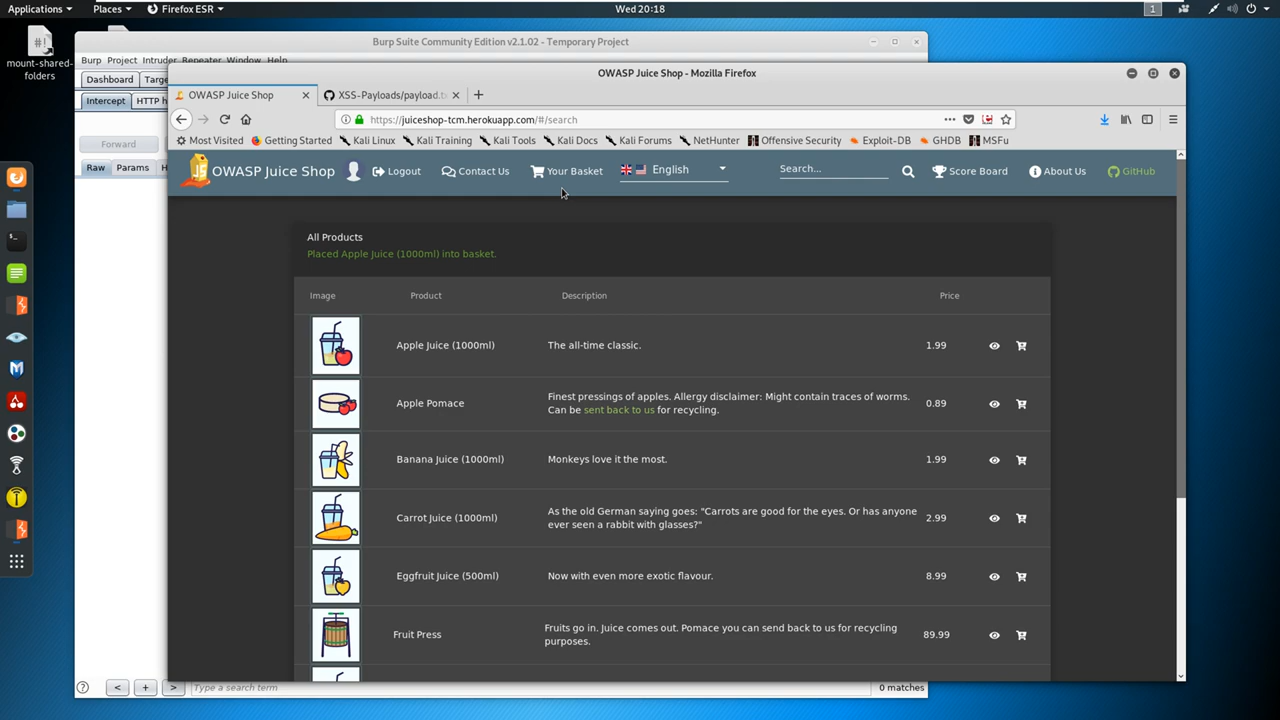 Applications Places Firefox ESR Wed 20:18 1
mount-shared-folders
Burp Suite Community Edition v2.1.02 - Temporary Project
Burp Project Intruder Repeater Window Help
OWASP Juice Shop - Mozilla Firefox
Dashboard Targe
OWASP Juice Shop XSS-Payloads/payload.t
Intercept HTTP h
https://juiceshop-tcm.herokuapp.com/#/search
Most Visited Getting Started Kali Linux Kali Training Kali Tools Kali Docs Kali Forums NetHunter Offensive Security Exploit-DB GHDB MSFu
Forward
Raw Params H
OWASP Juice Shop Logout Contact Us Your Basket English Search... Score Board About Us GitHub
All Products
Placed Apple Juice (1000ml) into basket.
Image Product Description Price
Apple Juice (1000ml) The all-time classic. 1.99
Apple Pomace Finest pressings of apples. Allergy disclaimer: Might contain traces of worms. 0.89
Can be sent back to us for recycling.
Banana Juice (1000ml) Monkeys love it the most. 1.99
Carrot Juice (1000ml) As the old German saying goes: "Carrots are good for the eyes. Or has anyone 2.99
ever seen a rabbit with glasses?"
Eggfruit Juice (500ml) Now with even more exotic flavour. 8.99
Fruit Press Fruits go in. Juice comes out. Pomace you can send back to us for recycling 89.99
purposes.
? < + > Type a search term 0 matches